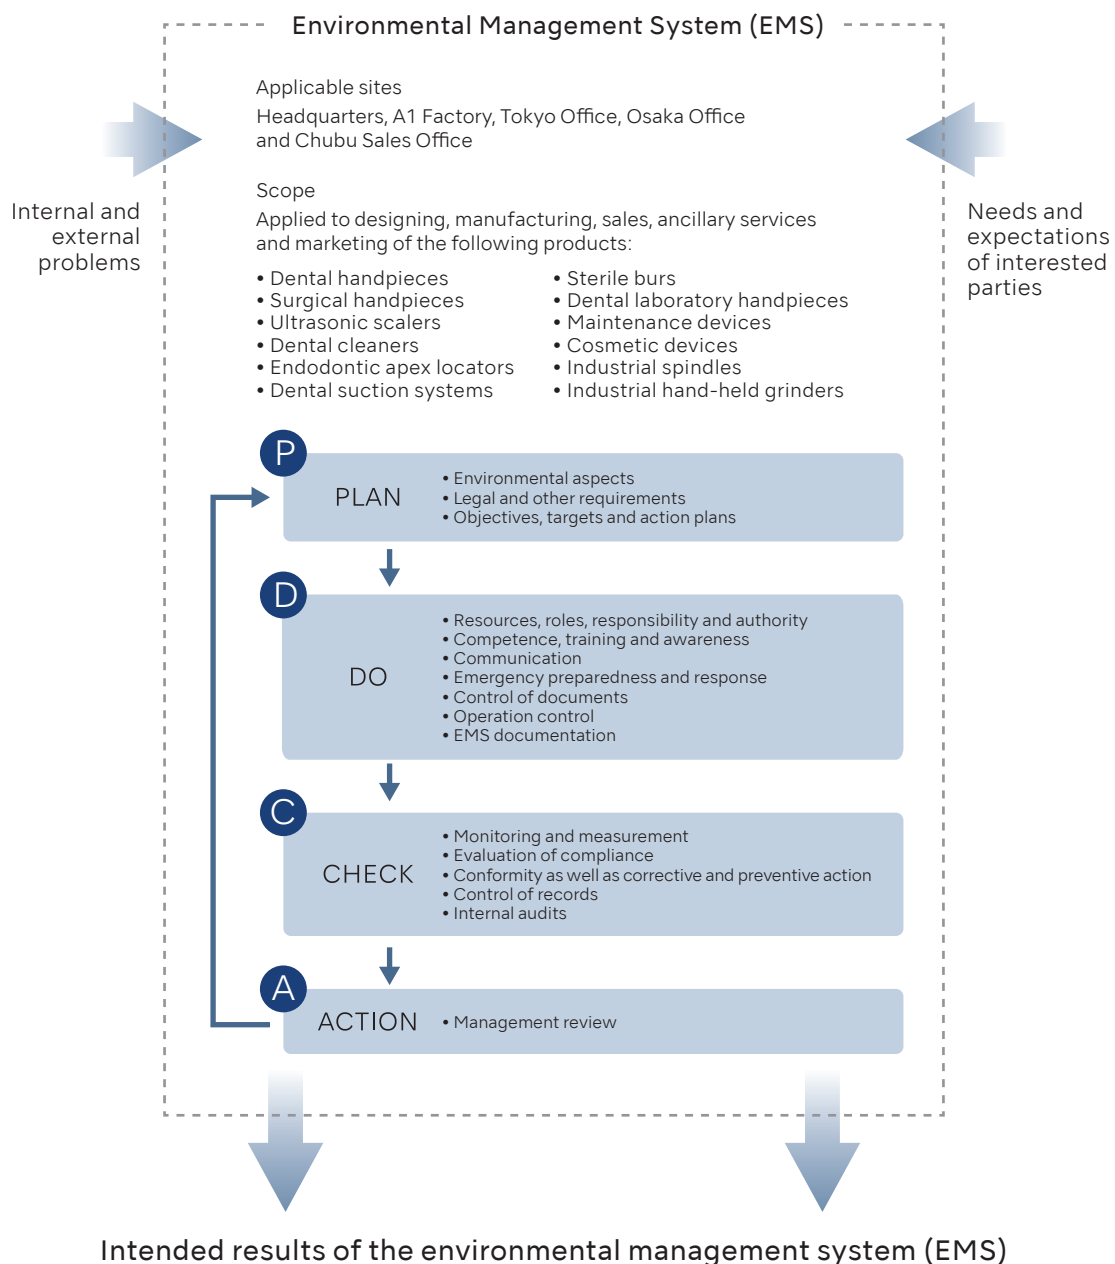 Environmental Management System (EMS)
Applicable sites
Headquarters, A1 Factory, Tokyo Office, Osaka Office
and Chubu Sales Office
Internal and
external
problems
Needs and
expectations
of interested
parties
Scope
Applied to designing, manufacturing, sales, ancillary services
and marketing of the following products:
• Dental handpieces
• Surgical handpieces
• Ultrasonic scalers
• Dental cleaners
• Endodontic apex locators
• Dental suction systems
• Sterile burs
• Dental laboratory handpieces
• Maintenance devices
• Cosmetic devices
• Industrial spindles
• Industrial hand-held grinders
P
PLAN
• Environmental aspects
• Legal and other requirements
• Objectives, targets and action plans
D
DO
• Resources, roles, responsibility and authority
• Competence, training and awareness
• Communication
• Emergency preparedness and response
• Control of documents
• Operation control
• EMS documentation
C
CHECK
• Monitoring and measurement
• Evaluation of compliance
• Conformity as well as corrective and preventive action
• Control of records
• Internal audits
A
ACTION
• Management review
Intended results of the environmental management system (EMS)